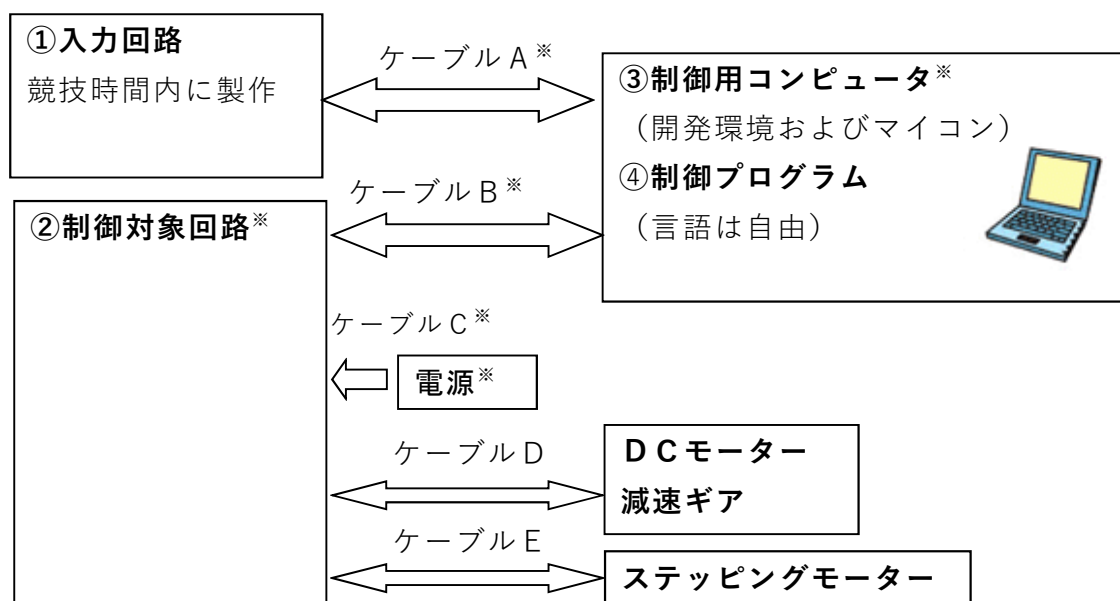 ①入力回路
競技時間内に製作
ケーブルA※
③制御用コンピュータ※
（開発環境およびマイコン）
④制御プログラム
（言語は自由）
ケーブルB※
②制御対象回路※
ケーブルC※
電源※
ケーブルD
DCモーター
減速ギア
ケーブルE
ステッピングモーター